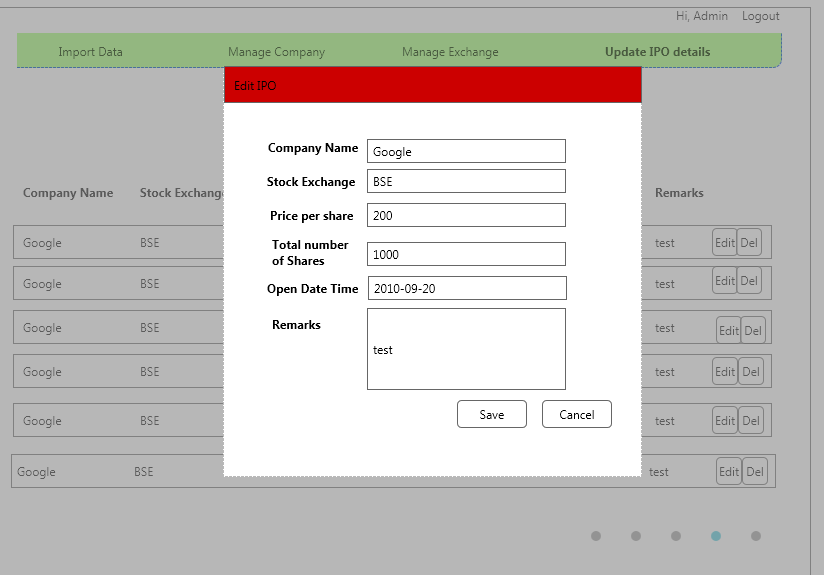 Hi, Admin Logout
Import Data Manage Company Manage Exchange Update IPO details
Edit IPO
Company Name Google
Stock Exchange BSE
Price per share 200
Total number
of Shares 1000
Open Date Time 2010-09-20
Remarks test
Save Cancel
Company Name Stock Exchang Remarks
Google BSE test Edit Del
Google BSE test Edit Del
Google BSE test Edit Del
Google BSE test Edit Del
Google BSE test Edit Del
Google BSE test Edit Del